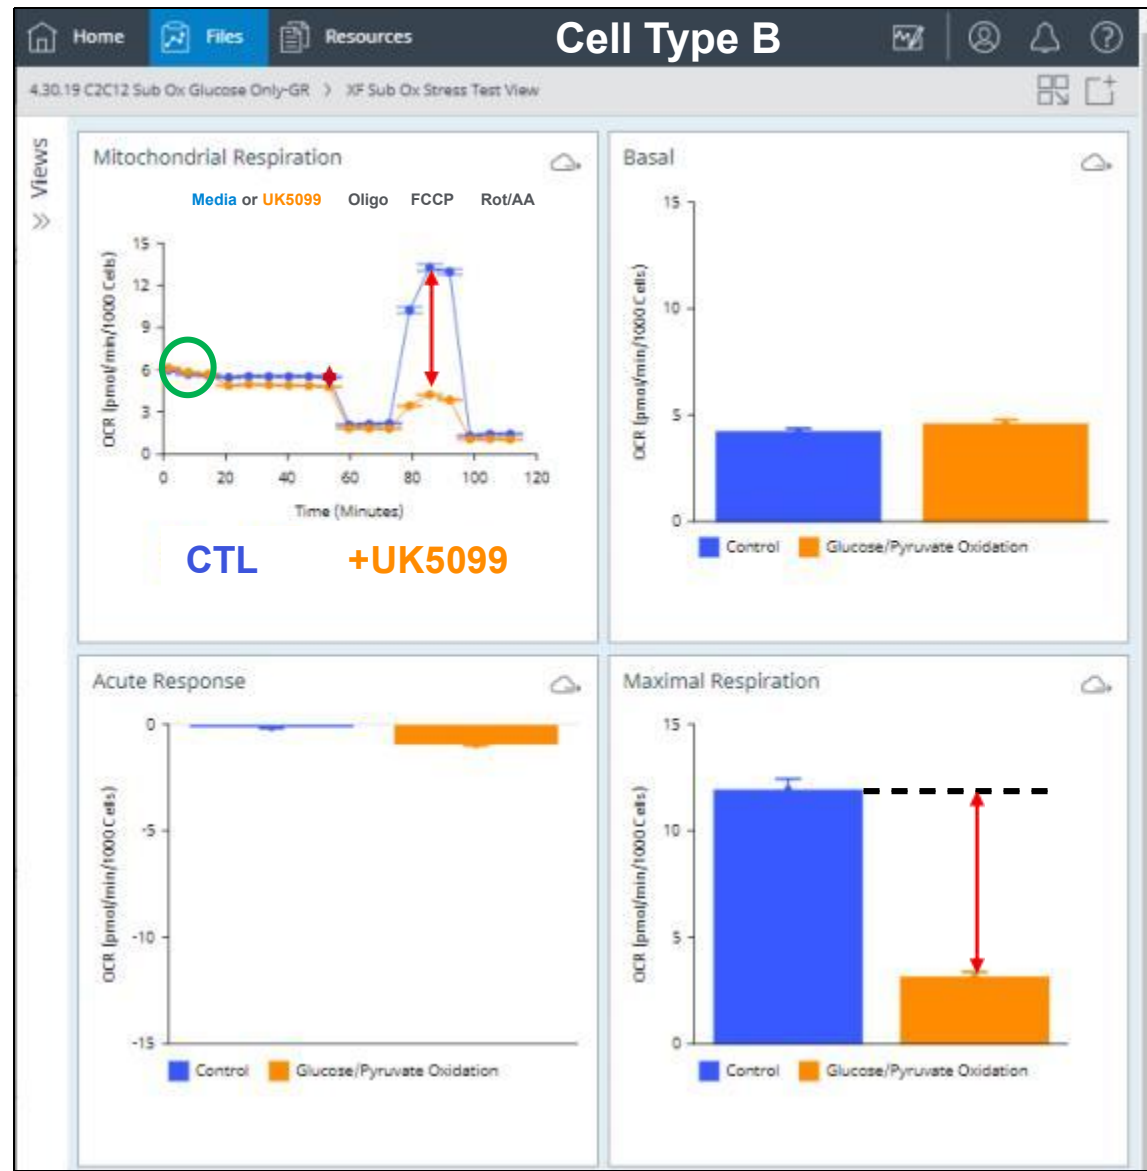 Home Files Resources Cell Type B
4.30.19 C2C12 Sub Ox Glucose Only-GR > XF Sub Ox Stress Test View
» Views
Mitochondrial Respiration
Media or UK5099 Oligo FCCP Rot/AA
OCR (pmol/min/1000 Cells)
15
12
9
6
3
0
0 20 40 60 80 100 120
Time (Minutes)
CTL +UK5099
Basal
OCR (pmol/min/1000 Cells)
15
10
5
0
Control Glucose/Pyruvate Oxidation
Acute Response
OCR (pmol/min/1000 Cells)
0
-5
-10
-15
Control Glucose/Pyruvate Oxidation
Maximal Respiration
OCR (pmol/min/1000 Cells)
15
10
5
0
Control Glucose/Pyruvate Oxidation